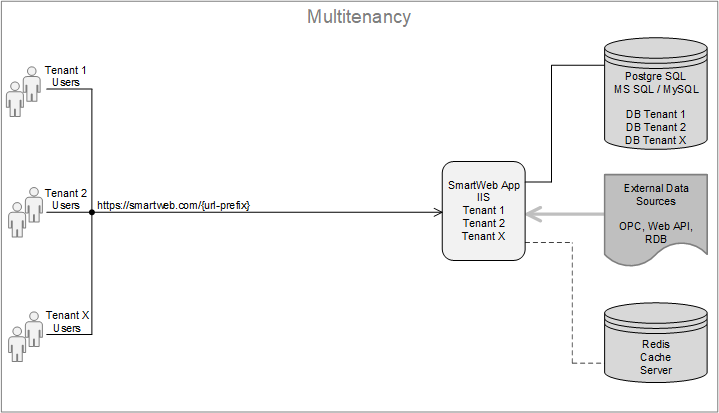 Multitenancy
Tenant 1
Users
Tenant 2
Users
Tenant X
Users
https://smartweb.com/{url-prefix}
SmartWeb App
IIS
Tenant 1
Tenant 2
Tenant X
Postgre SQL
MS SQL / MySQL
DB Tenant 1
DB Tenant 2
DB Tenant X
External Data
Sources
OPC, Web API,
RDB
Redis
Cache
Server